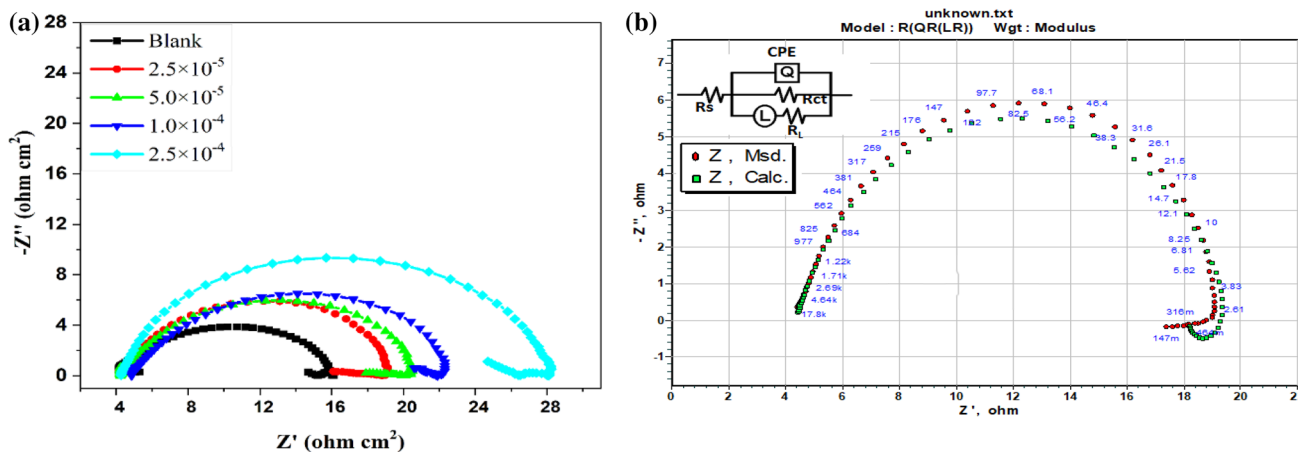 (a)
28
24
20
16
12
8
4
0
-Z'' (ohm cm²)
Blank
2.5×10⁻⁵
5.0×10⁻⁵
1.0×10⁻⁴
2.5×10⁻⁴
4 8 12 16 20 24 28
Z' (ohm cm²)
(b)
unknown.txt
Model : R(QR(LR)) Wgt : Modulus
CPE
Q
Rs
Rct
L
R_L
Z , Msd.
Z , Calc.
7
6
5
4
3
2
1
0
-1
-Z'', ohm
97.7 68.1
147 82.5 46.4
176 56.2
215 38.3 31.6
259 26.1
317 21.5
381 17.8
464 14.7
562 12.1
825 684 10
977 8.25
6.81
1.22k 5.62
1.71k
2.69k 3.83
4.64k 2.61
17.8k 316m
147m
2 4 6 8 10 12 14 16 18 20
Z', ohm